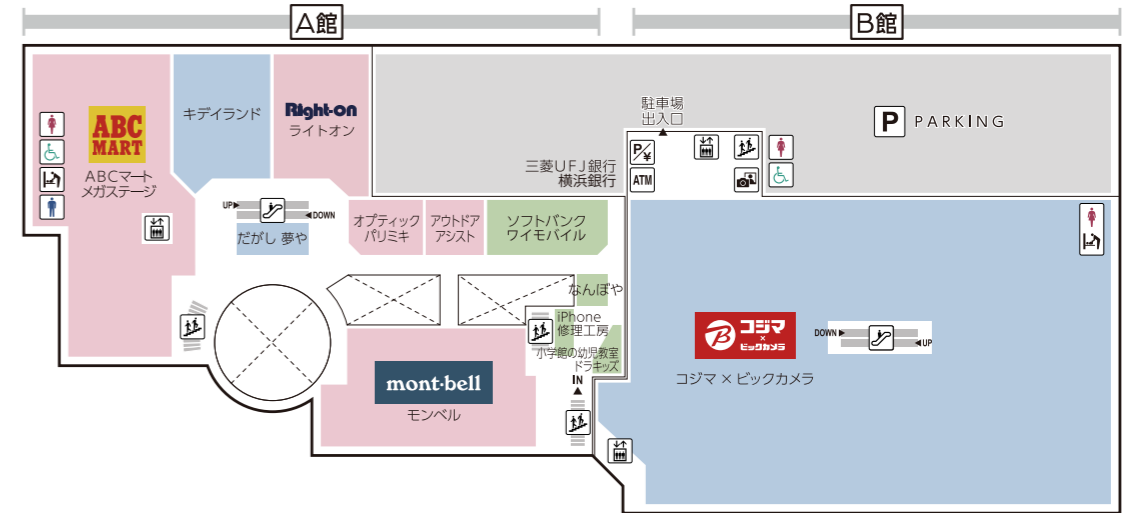 A館
B館
ABC
MART
ABCマート
メガステージ
キデイランド
Right-on
ライトオン
駐車場
出入口
P PARKING
三菱UFJ銀行
横浜銀行
P/¥
ATM
UP
DOWN
だがし 夢や
オプティック
パリミキ
アウトドア
アシスト
ソフトバンク
ワイモバイル
なんぼや
iPhone
修理工房
小学館の幼児教室
ドラキッズ
IN
mont-bell
モンベル
コジマ
×
ビックカメラ
コジマ×ビックカメラ
DOWN
UP